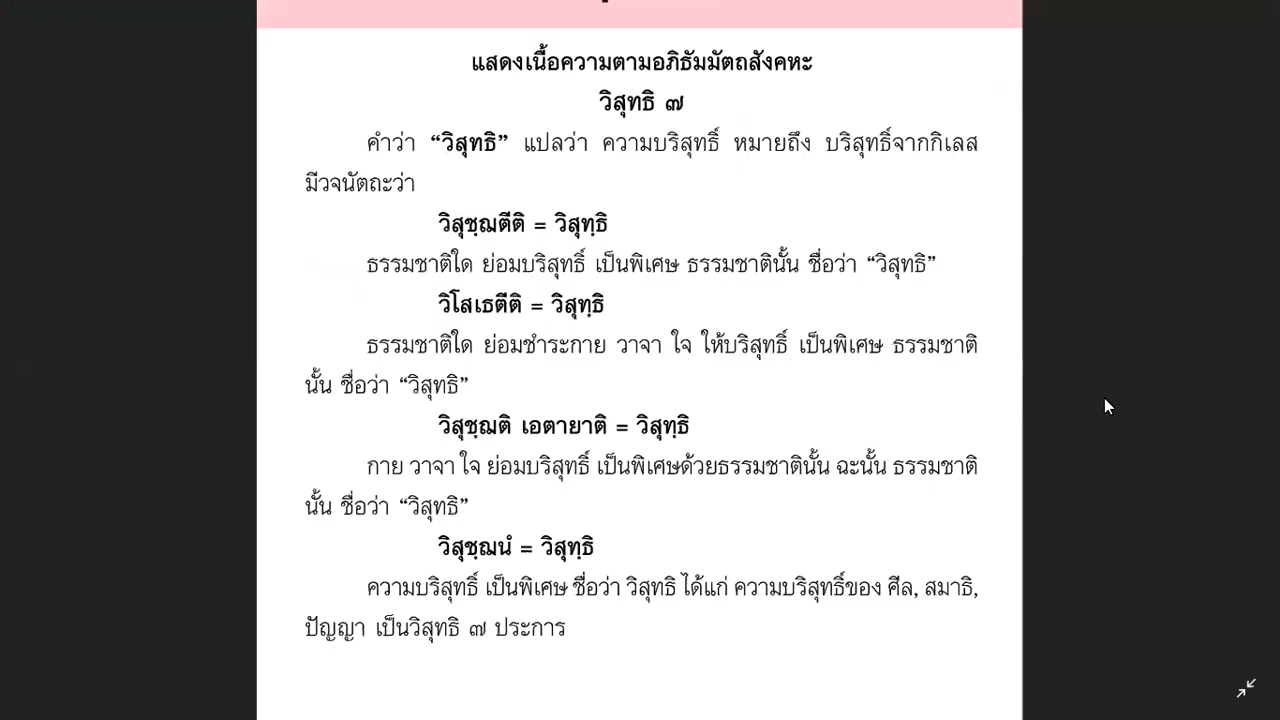 แสดงเนื้อความตามอภิธัมมัตถสังคหะ
วิสุทธิ ๗
คำว่า “วิสุทธิ” แปลว่า ความบริสุทธิ์ หมายถึง บริสุทธิ์จากกิเลส
มีวจนัตถะว่า
วิสุชฺฌตีติ = วิสุทฺธิ
ธรรมชาติใด ย่อมบริสุทธิ์ เป็นพิเศษ ธรรมชาตินั้น ชื่อว่า “วิสุทธิ”
วิโสเธตีติ = วิสุทฺธิ
ธรรมชาติใด ย่อมชำระกาย วาจา ใจ ให้บริสุทธิ์ เป็นพิเศษ ธรรมชาติ
นั้น ชื่อว่า “วิสุทธิ”
วิสุชฺฌติ เอตายาติ = วิสุทฺธิ
กาย วาจา ใจ ย่อมบริสุทธิ์ เป็นพิเศษด้วยธรรมชาตินั้น ฉะนั้น ธรรมชาติ
นั้น ชื่อว่า “วิสุทธิ”
วิสุชฺฌนํ = วิสุทฺธิ
ความบริสุทธิ์ เป็นพิเศษ ชื่อว่า วิสุทธิ ได้แก่ ความบริสุทธิ์ของ ศีล, สมาธิ,
ปัญญา เป็นวิสุทธิ ๗ ประการ